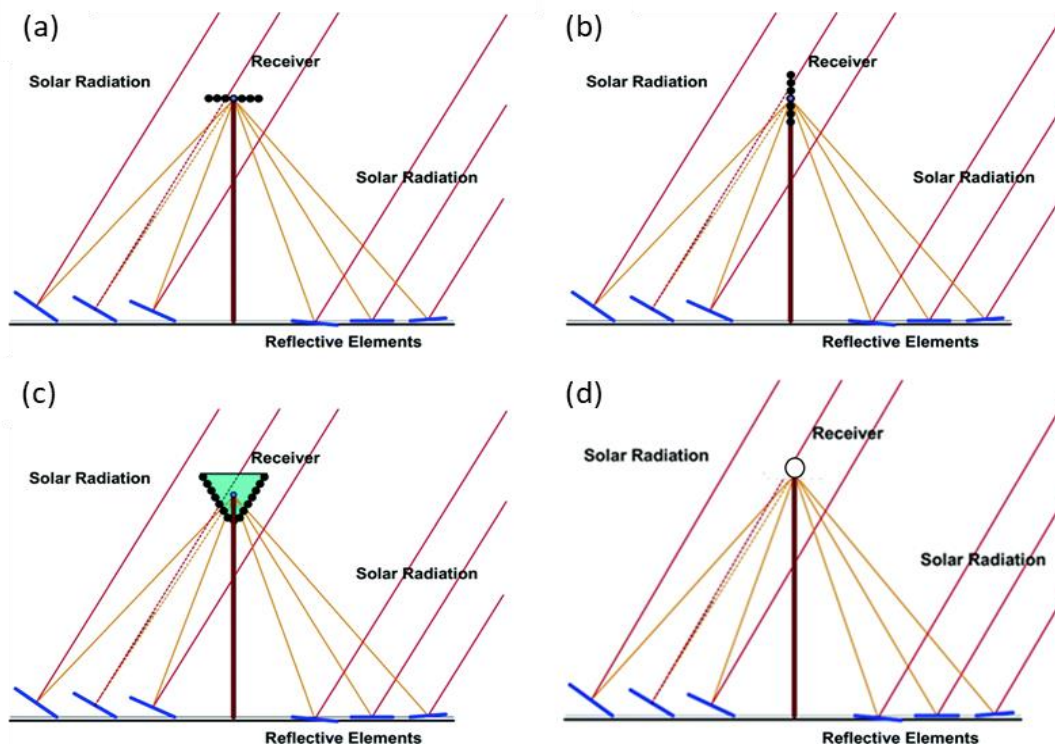 (a)
Solar Radiation
Receiver
Solar Radiation
Reflective Elements
(b)
Solar Radiation
Receiver
Solar Radiation
Reflective Elements
(c)
Solar Radiation
Receiver
Solar Radiation
Reflective Elements
(d)
Solar Radiation
Receiver
Solar Radiation
Reflective Elements